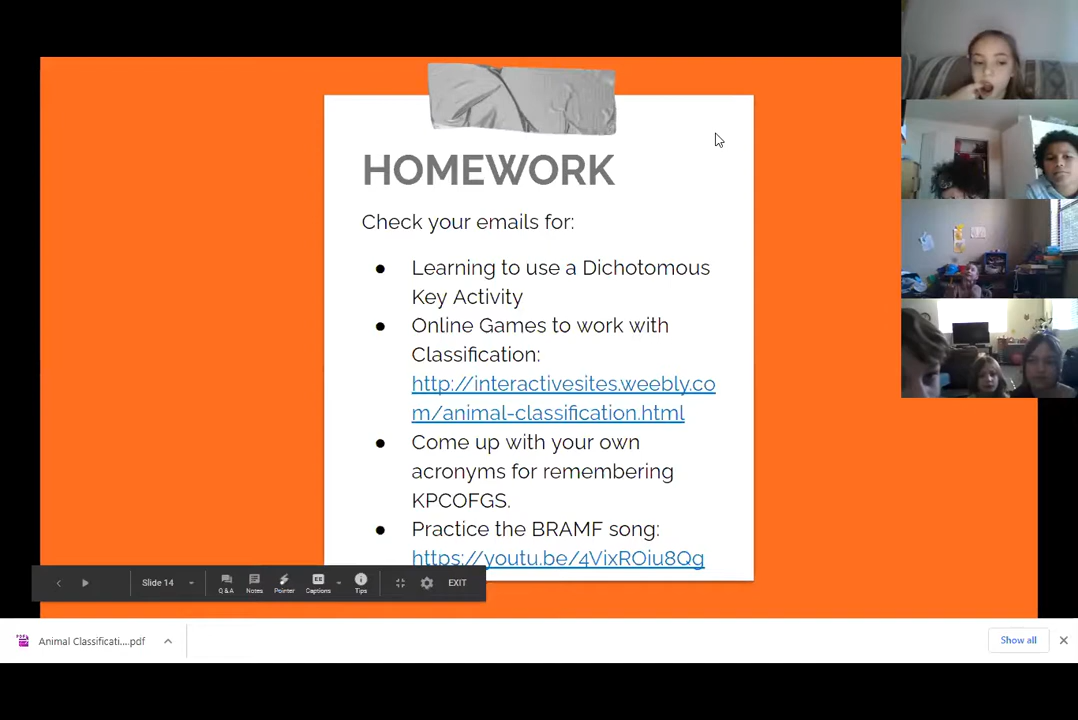 HOMEWORK
Check your emails for:
● Learning to use a Dichotomous
Key Activity
● Online Games to work with
Classification:
http://interactivesites.weebly.co
m/animal-classification.html
● Come up with your own
acronyms for remembering
KPCOFGS.
● Practice the BRAMF song:
https://youtu.be/4VixROiu8Qg
Slide 14
Q&A
Notes
Pointer
CC
Captions
Tips
EXIT
Animal Classificati....pdf
Show all